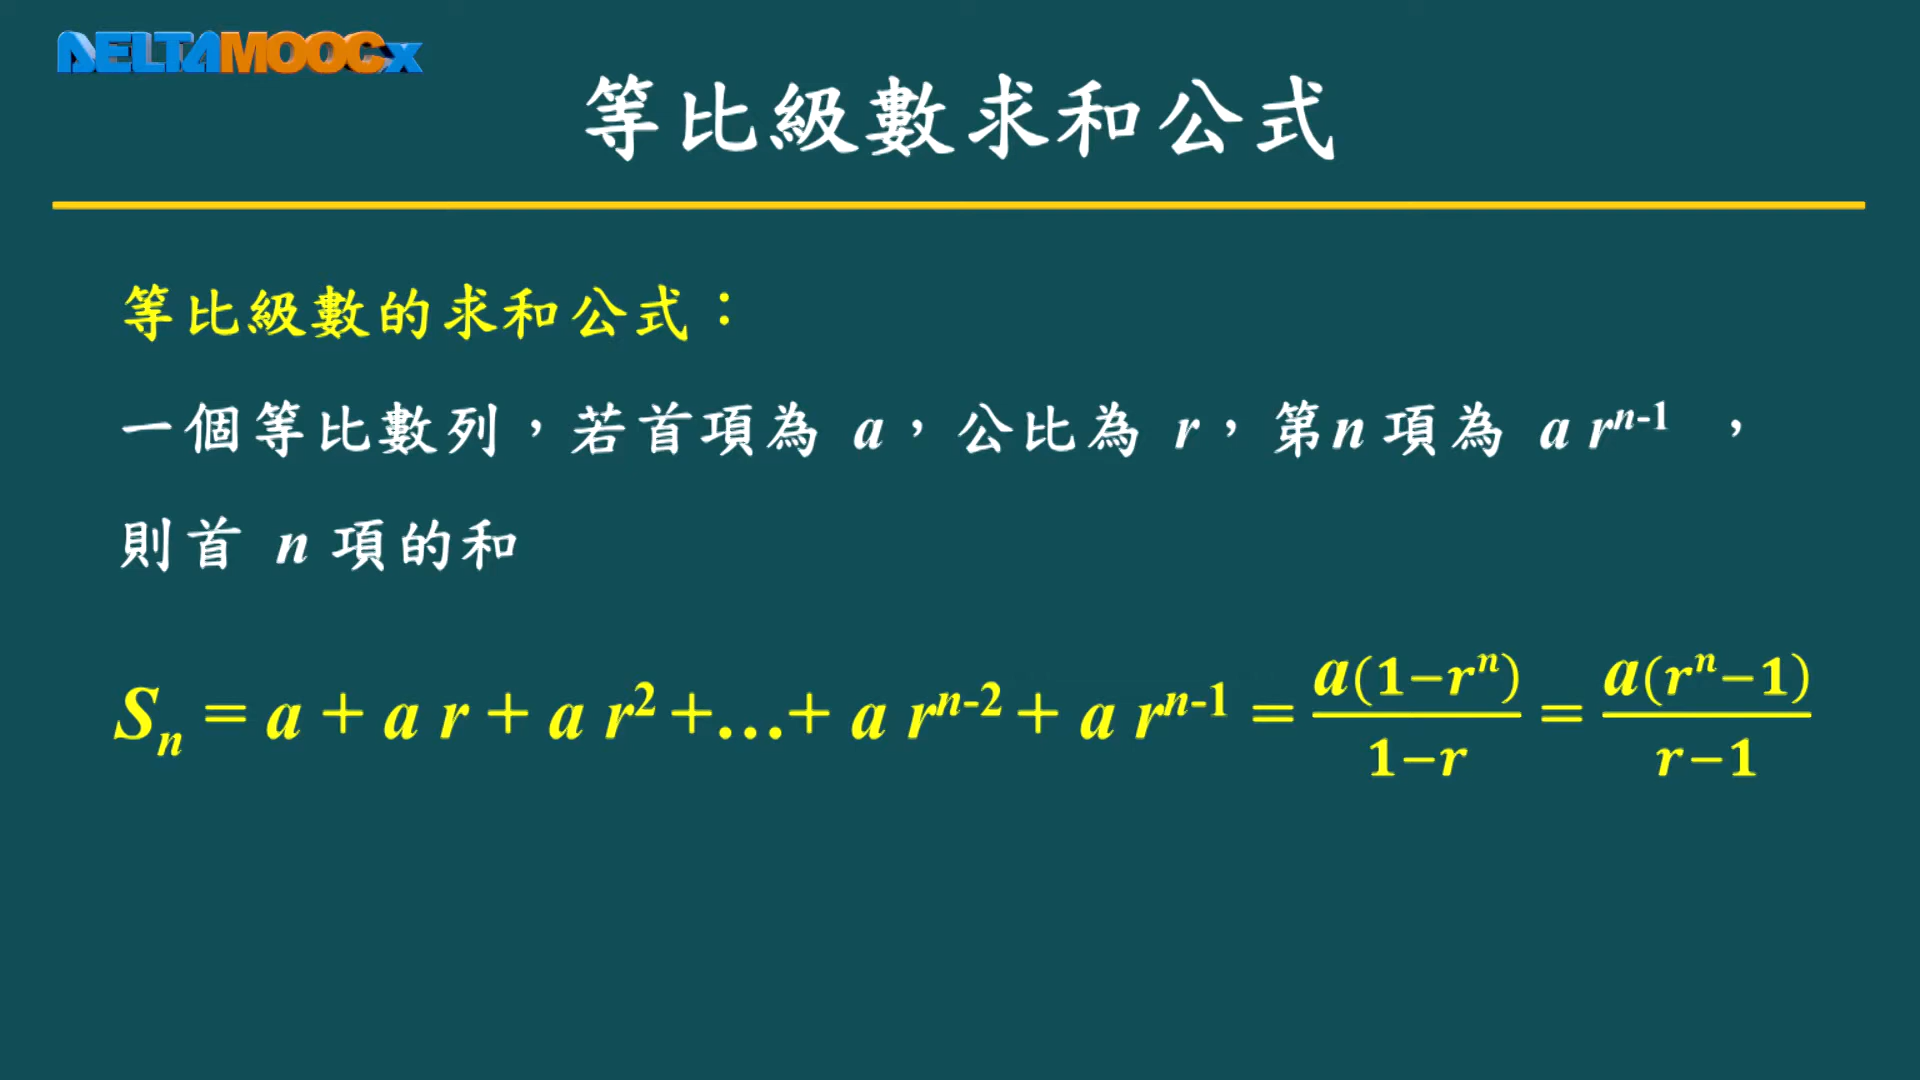 DELTAMOOCx
等比級數求和公式
等比級數的求和公式：
一個等比數列，若首項為 a，公比為 r，第n項為 a rⁿ⁻¹ ，
則首 n 項的和
Sₙ = a + a r + a r² +…+ a rⁿ⁻² + a rⁿ⁻¹ = a(1−rⁿ)/(1−r) = a(rⁿ−1)/(r−1)